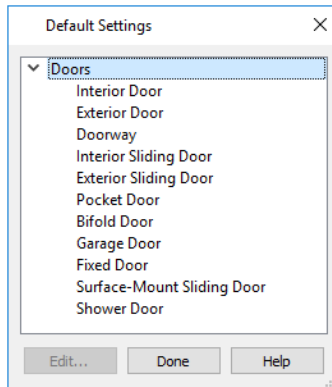 Default Settings
Doors
Interior Door
Exterior Door
Doorway
Interior Sliding Door
Exterior Sliding Door
Pocket Door
Bifold Door
Garage Door
Fixed Door
Surface-Mount Sliding Door
Shower Door
Edit... Done Help